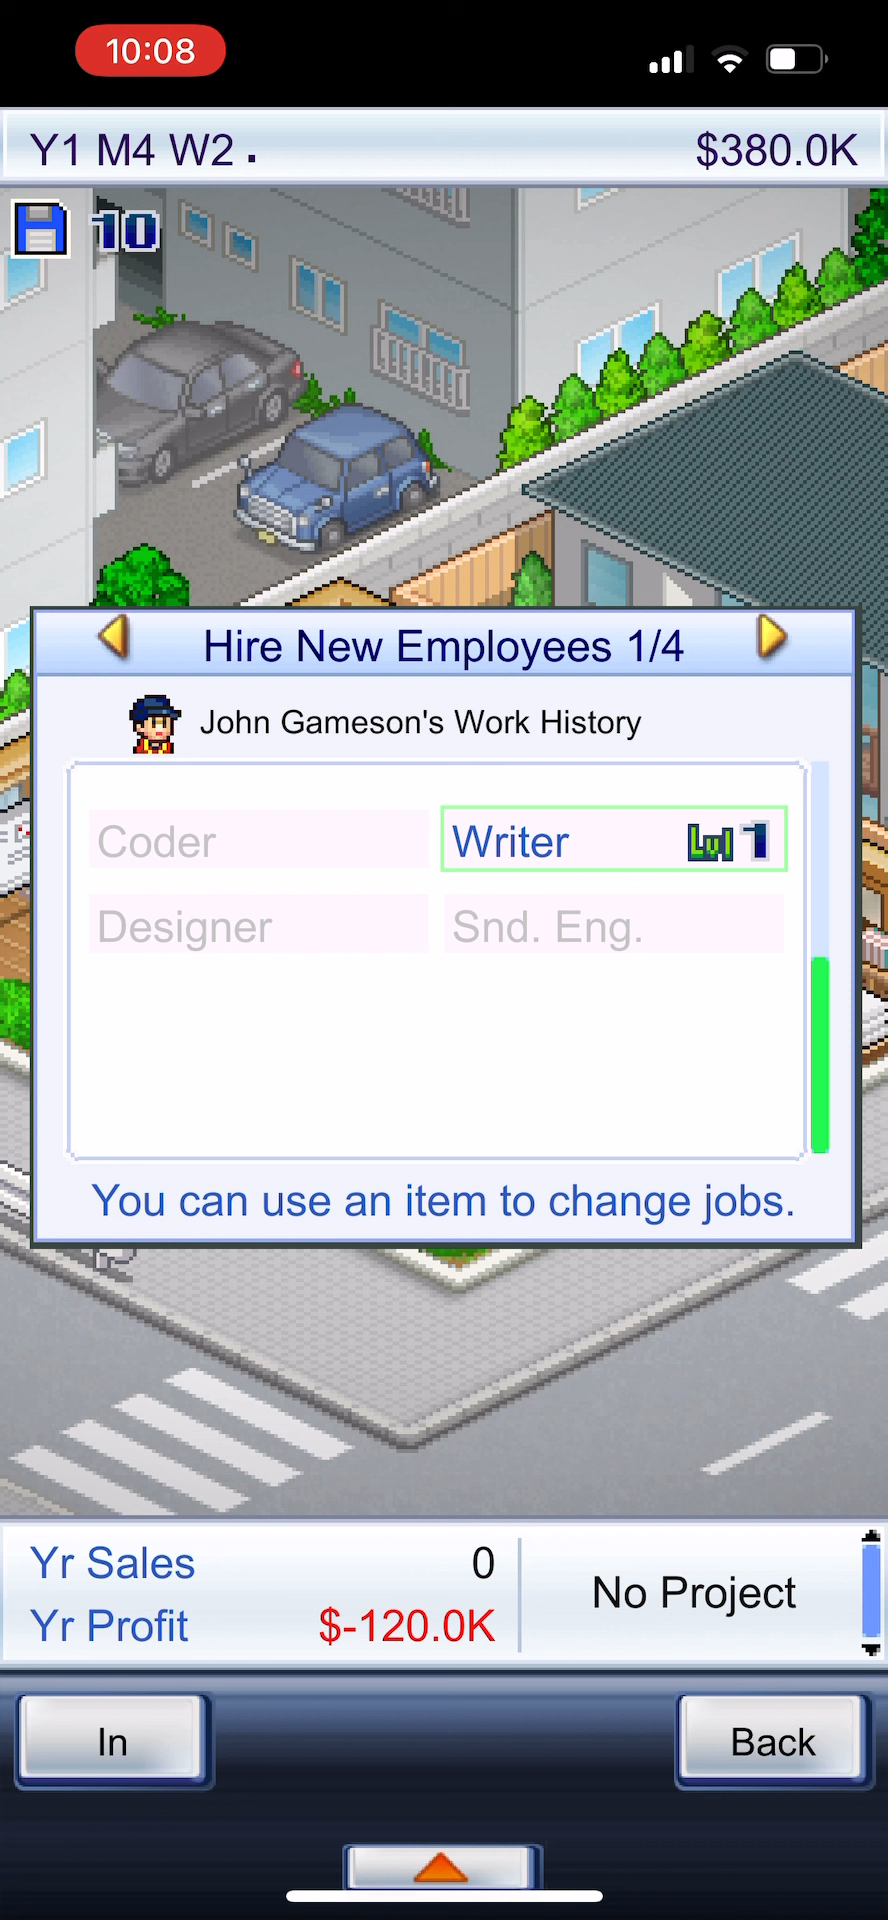 10:08
Y1 M4 W2 . $380.0K
10
Hire New Employees 1/4
John Gameson's Work History
Coder Writer Lvl 1
Designer Snd. Eng.
You can use an item to change jobs.
Yr Sales 0
Yr Profit $-120.0K
No Project
In Back